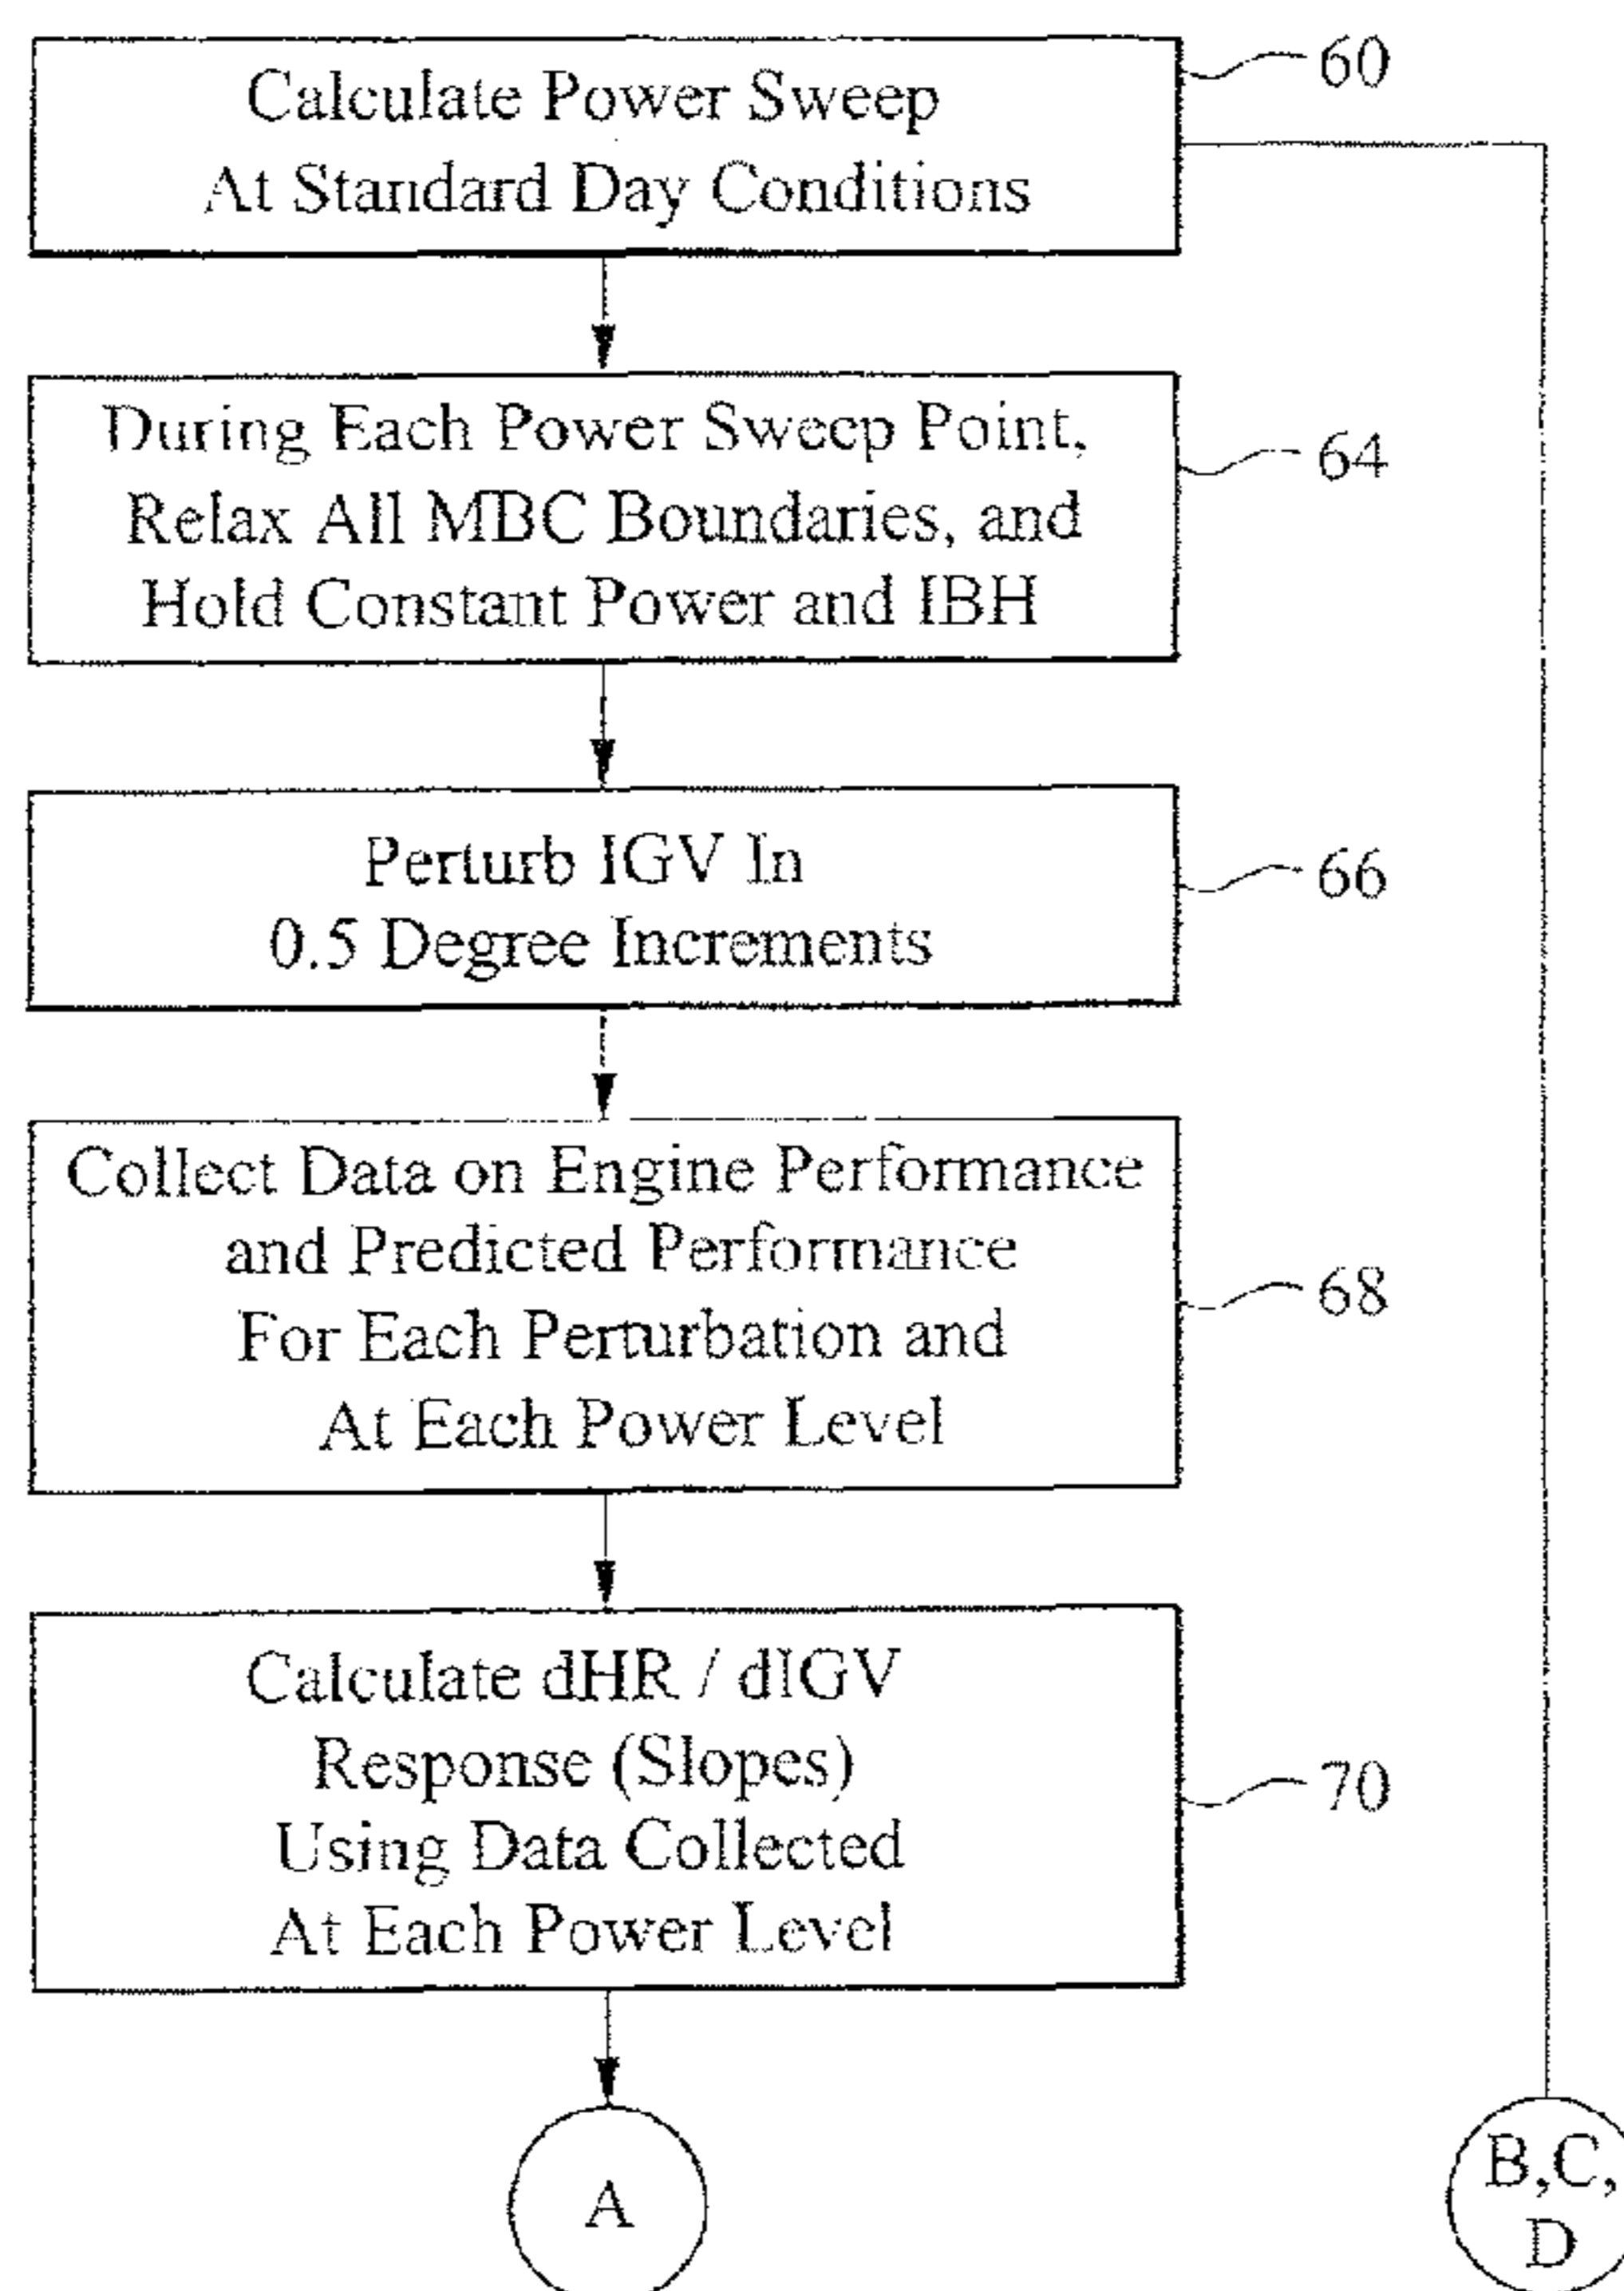 Calculate Power Sweep
At Standard Day Conditions
60
During Each Power Sweep Point,
Relax All MBC Boundaries, and
Hold Constant Power and IBH
64
Perturb IGV In
0.5 Degree Increments
66
Collect Data on Engine Performance
and Predicted Performance
For Each Perturbation and
At Each Power Level
68
Calculate dHR / dIGV
Response (Slopes)
Using Data Collected
At Each Power Level
70
A
B,C,
D